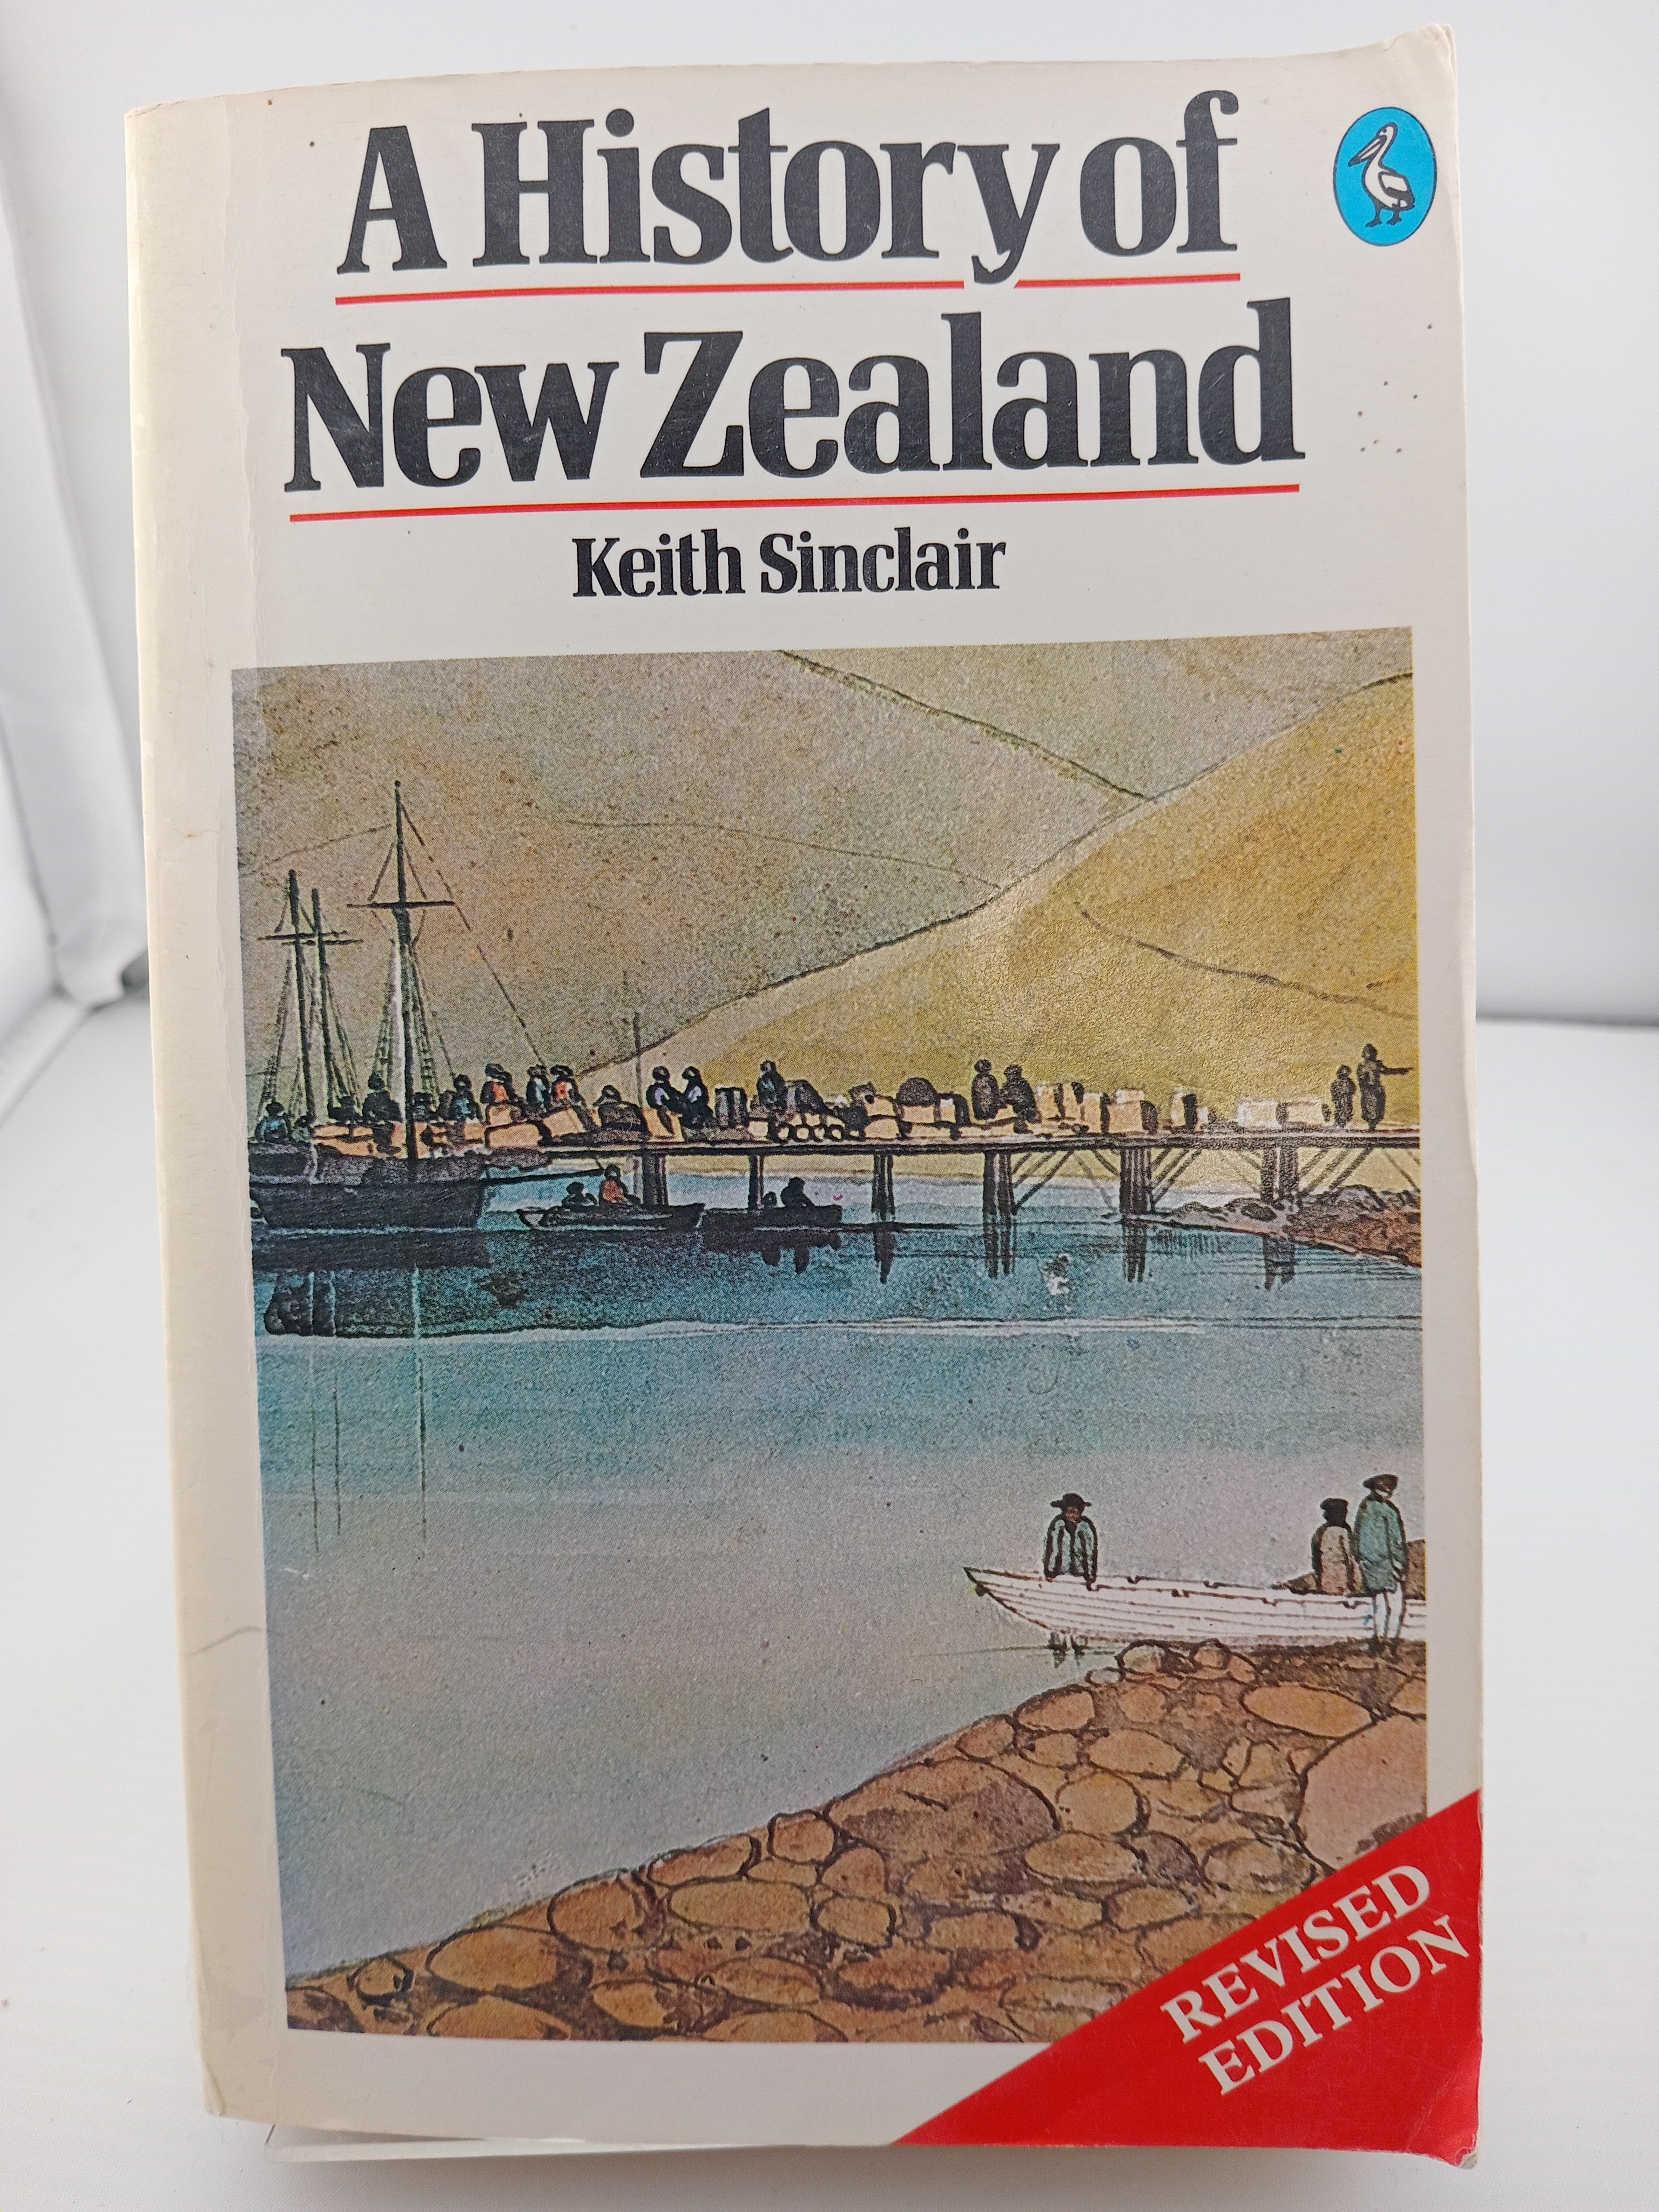 A History of
New Zealand
Keith Sinclair
REVISED
EDITION